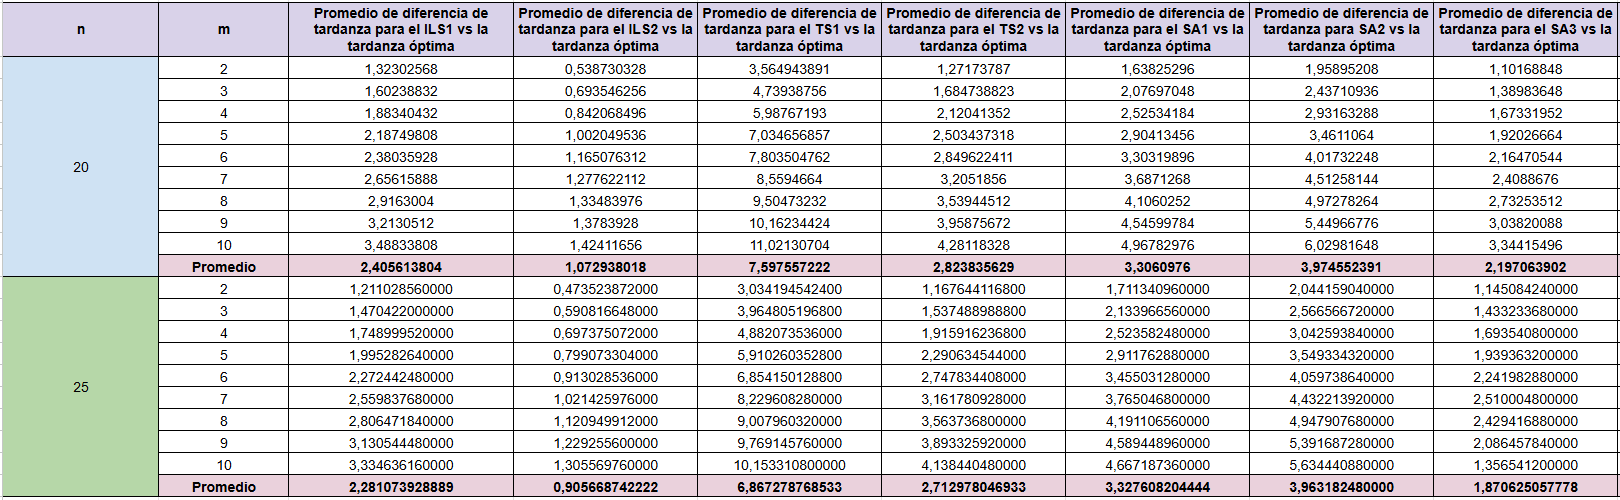 n m Promedio de diferencia de tardanza para el ILS1 vs la tardanza óptima Promedio de diferencia de tardanza para el ILS2 vs la tardanza óptima Promedio de diferencia de tardanza para el TS1 vs la tardanza óptima Promedio de diferencia de tardanza para el TS2 vs la tardanza óptima Promedio de diferencia de tardanza para el SA1 vs la tardanza óptima Promedio de diferencia de tardanza para SA2 vs la tardanza óptima Promedio de diferencia de tardanza para el SA3 vs la tardanza óptima
20
2 1,32302568 0,538730328 3,564943891 1,27173787 1,63825296 1,95895208 1,10168848
3 1,60238832 0,693546256 4,73938756 1,684738823 2,07697048 2,43710936 1,38983648
4 1,88340432 0,842068496 5,98767193 2,12041352 2,52534184 2,93163288 1,67331952
5 2,18749808 1,002049536 7,034656857 2,503437318 2,90413456 3,4611064 1,92026664
6 2,38035928 1,165076312 7,803504762 2,849622411 3,30319896 4,01732248 2,16470544
7 2,65615888 1,277622112 8,5594664 3,2051856 3,6871268 4,51258144 2,4088676
8 2,9163004 1,33483976 9,50473232 3,53944512 4,1060252 4,97278264 2,73253512
9 3,2130512 1,3783928 10,16234424 3,95875672 4,54599784 5,44966776 3,03820088
10 3,48833808 1,42411656 11,02130704 4,28118328 4,96782976 6,02981648 3,34415496
Promedio 2,405613804 1,072938018 7,597557222 2,823835629 3,3060976 3,974552391 2,197063902
25
2 1,211028560000 0,473523872000 3,034194542400 1,167644116800 1,711340960000 2,044159040000 1,145084240000
3 1,470422000000 0,590816648000 3,964805196800 1,537488988800 2,133966560000 2,566566720000 1,433233680000
4 1,748999520000 0,697375072000 4,882073536000 1,915916236800 2,523582480000 3,042593840000 1,693540800000
5 1,995282640000 0,799073304000 5,910260352800 2,290634544000 2,911762880000 3,549334320000 1,939363200000
6 2,272442480000 0,913028536000 6,854150128800 2,747834408000 3,455031280000 4,059738640000 2,241982880000
7 2,559837680000 1,021425976000 8,229608280000 3,161780928000 3,765046800000 4,432213920000 2,510004800000
8 2,806471840000 1,120949912000 9,007960320000 3,563736800000 4,191106560000 4,947907680000 2,429416880000
9 3,130544480000 1,229255600000 9,769145760000 3,893325920000 4,589448960000 5,391687280000 2,086457840000
10 3,334636160000 1,305569760000 10,153310800000 4,138440480000 4,667187360000 5,634440880000 1,356541200000
Promedio 2,281073928889 0,905668742222 6,867278768533 2,712978046933 3,327608204444 3,963182480000 1,870625057778